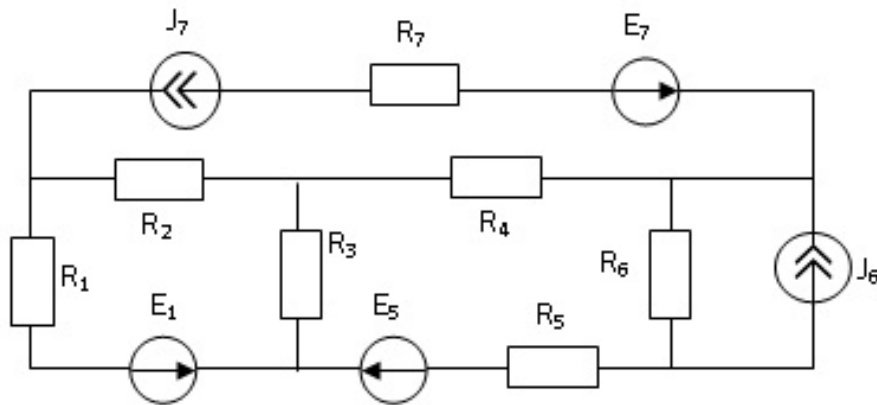 J₇ R₇ E₇
R₂ R₄
R₁ R₃ R₆ J₆
E₁ E₅ R₅